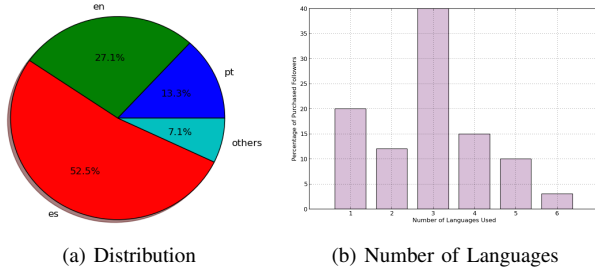 en
27.1%
pt
13.3%
7.1%
others
52.5%
es
(a) Distribution
Percentage of Purchased Followers
40
35
30
25
20
15
10
5
0
1 2 3 4 5 6
Number of Languages Used
(b) Number of Languages